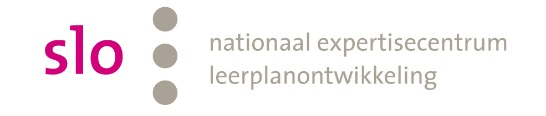 slo
nationaal expertisecentrum
leerplanontwikkeling